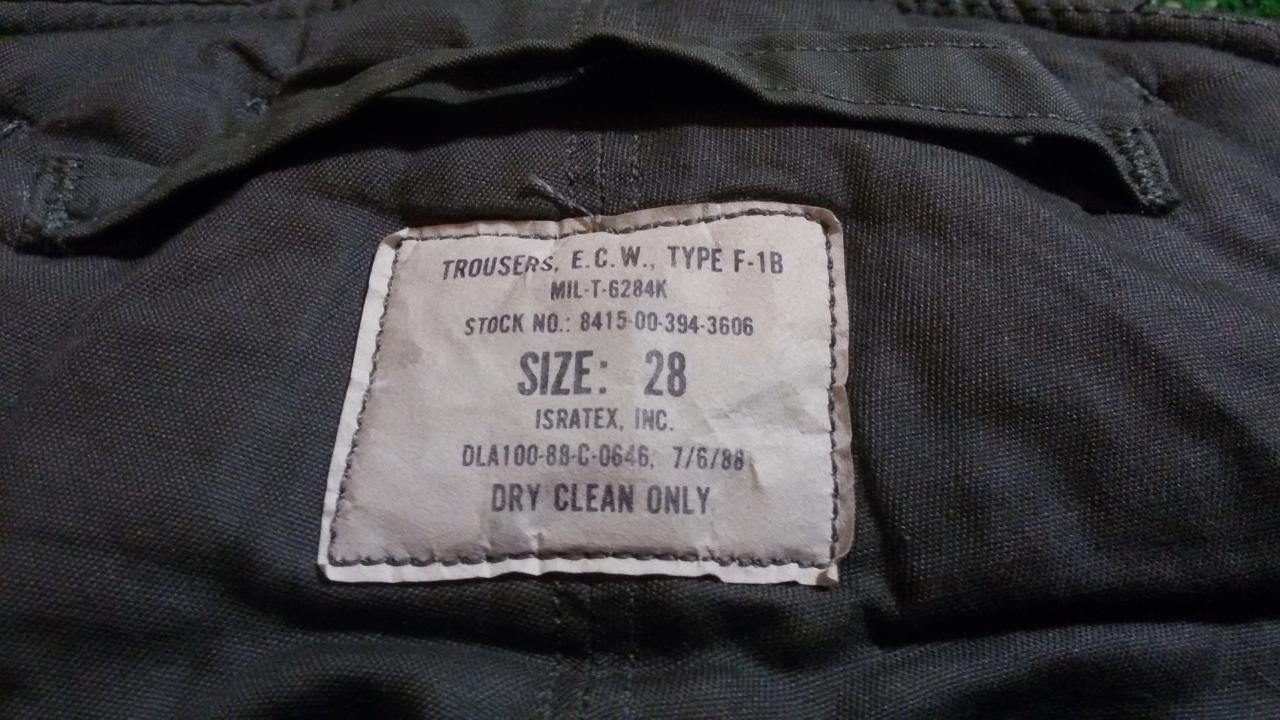 TROUSERS, E.C.W., TYPE F-1B
MIL-T-6284K
STOCK NO.: 8415-00-394-3606
SIZE: 28
ISRATEX, INC.
DLA100-88-C-0646, 7/6/88
DRY CLEAN ONLY